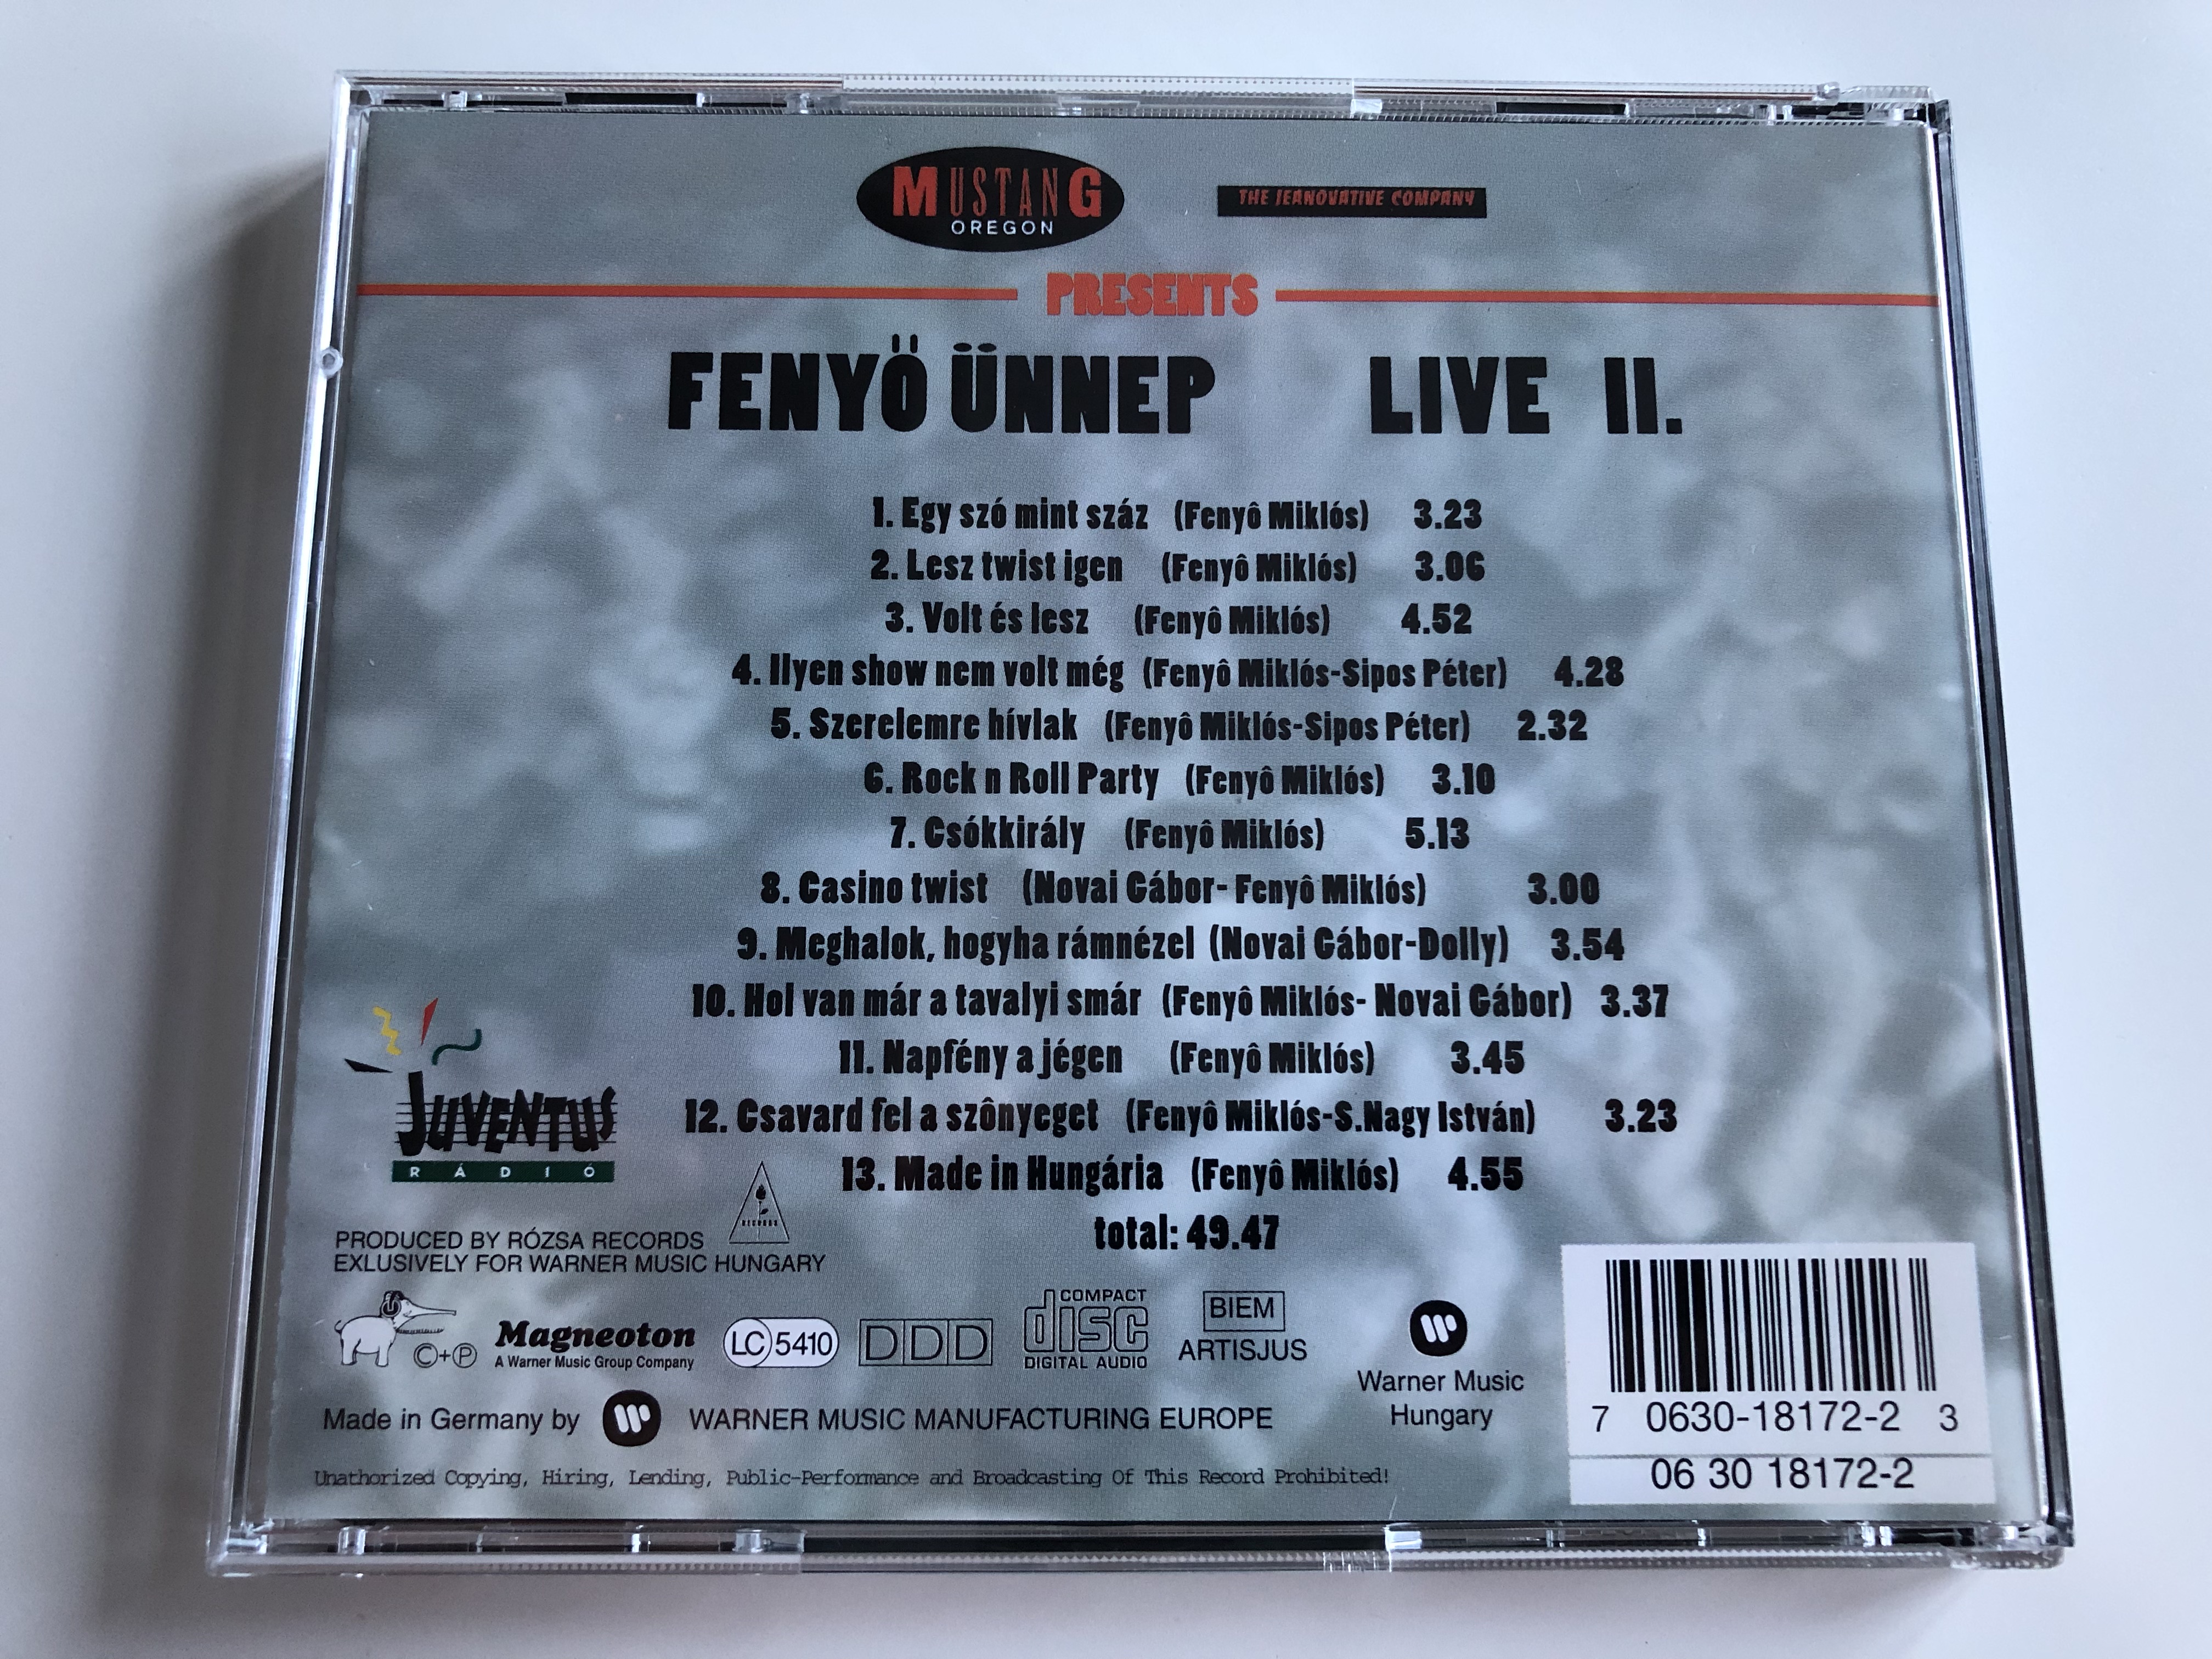 MUSTANG
OREGON
THE JEANOVATIVE COMPANY
PRESENTS
FENYÖ ÜNNEP LIVE II.
1. Egy szó mint száz (Fenyô Miklós) 3.23
2. Lesz twist igen (Fenyô Miklós) 3.06
3. Volt és lesz (Fenyô Miklós) 4.52
4. Ilyen show nem volt még (Fenyô Miklós-Sipos Péter) 4.28
5. Szerelemre hívlak (Fenyô Miklós-Sipos Péter) 2.32
6. Rock n Roll Party (Fenyô Miklós) 3.10
7. Csókkirály (Fenyô Miklós) 5.13
8. Casino twist (Novai Gábor- Fenyô Miklós) 3.00
9. Meghalok, hogyha rámnézel (Novai Gábor-Dolly) 3.54
10. Hol van már a tavalyi smár (Fenyô Miklós- Novai Gábor) 3.37
11. Napfény a jégen (Fenyô Miklós) 3.45
12. Csavard fel a szônyeget (Fenyô Miklós-S.Nagy István) 3.23
13. Made in Hungária (Fenyô Miklós) 4.55
total: 49.47
JUVENTUS
RÁDIÓ
RECORDS
PRODUCED BY RÓZSA RECORDS
EXLUSIVELY FOR WARNER MUSIC HUNGARY
©+℗
Magneoton
A Warner Music Group Company
LC 5410
DDD
COMPACT
disc
DIGITAL AUDIO
BIEM
ARTISJUS
Warner Music
Hungary
Made in Germany by WARNER MUSIC MANUFACTURING EUROPE
Unathorized Copying, Hiring, Lending, Public-Performance and Broadcasting Of This Record Prohibited!
7 0630-18172-2 3
06 30 18172-2